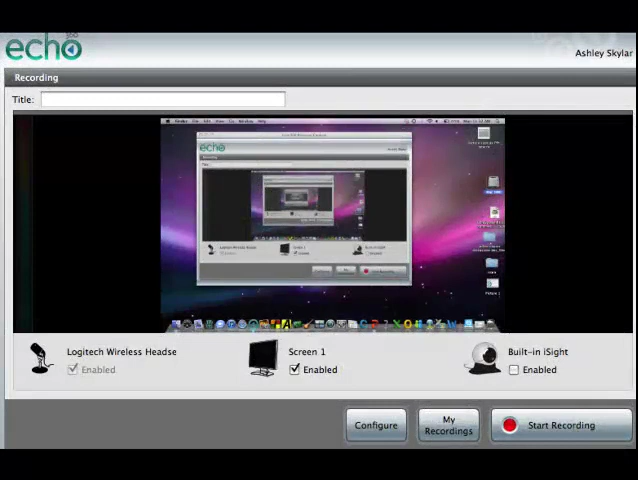 echo
Ashley Skylar
Recording
Title:
Logitech Wireless Headse
Enabled
Screen 1
Enabled
Built-in iSight
Enabled
Configure
My
Recordings
Start Recording